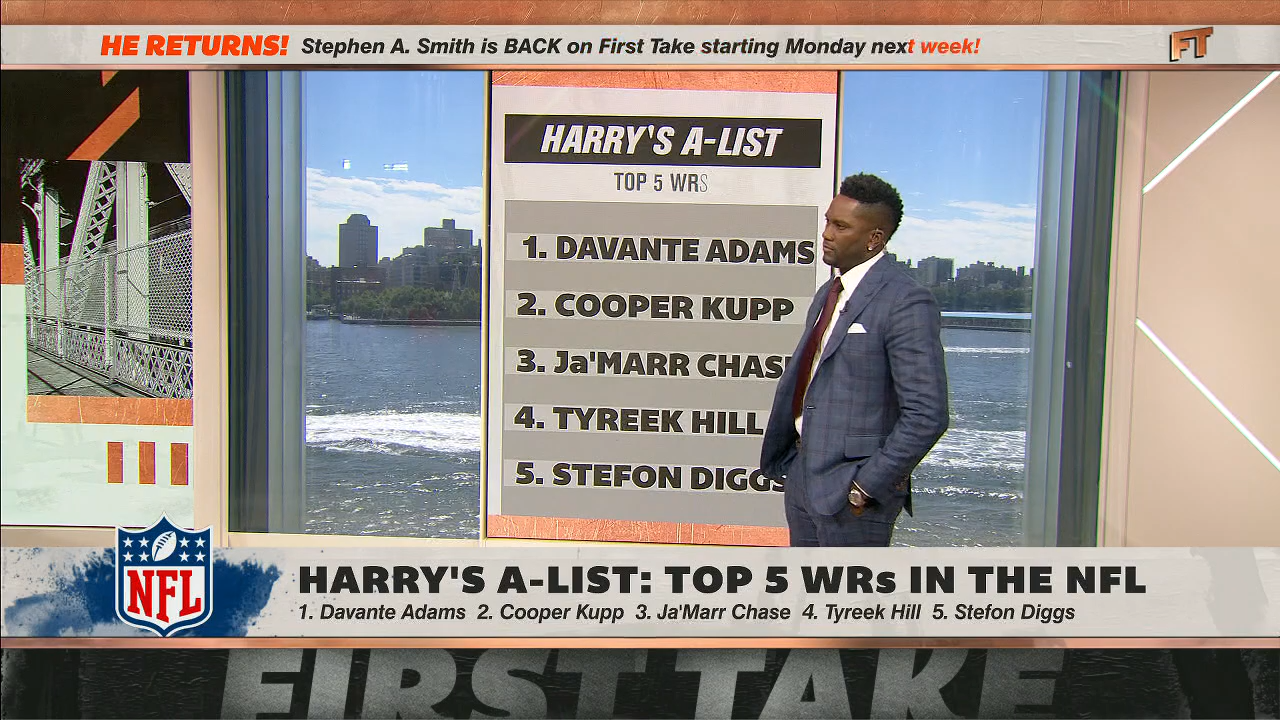 HE RETURNS! Stephen A. Smith is BACK on First Take starting Monday next week!
FT
HARRY'S A-LIST
TOP 5 WRS
1. DAVANTE ADAMS
2. COOPER KUPP
3. Ja'MARR CHASE
4. TYREEK HILL
5. STEFON DIGGS
NFL
HARRY'S A-LIST: TOP 5 WRs IN THE NFL
1. Davante Adams 2. Cooper Kupp 3. Ja'Marr Chase 4. Tyreek Hill 5. Stefon Diggs
FIRST TAKE